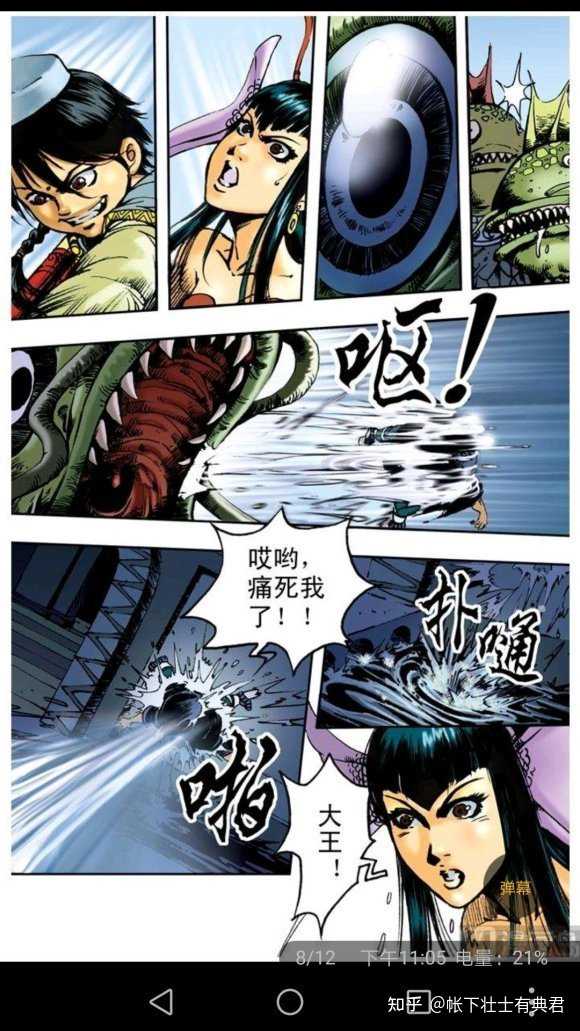 呕！
哎哟，
痛死我
了！！
扑嗵
啪
大王！
弹幕
8/12 下午11:05 电量：21%
知乎 @帐下壮士有典君